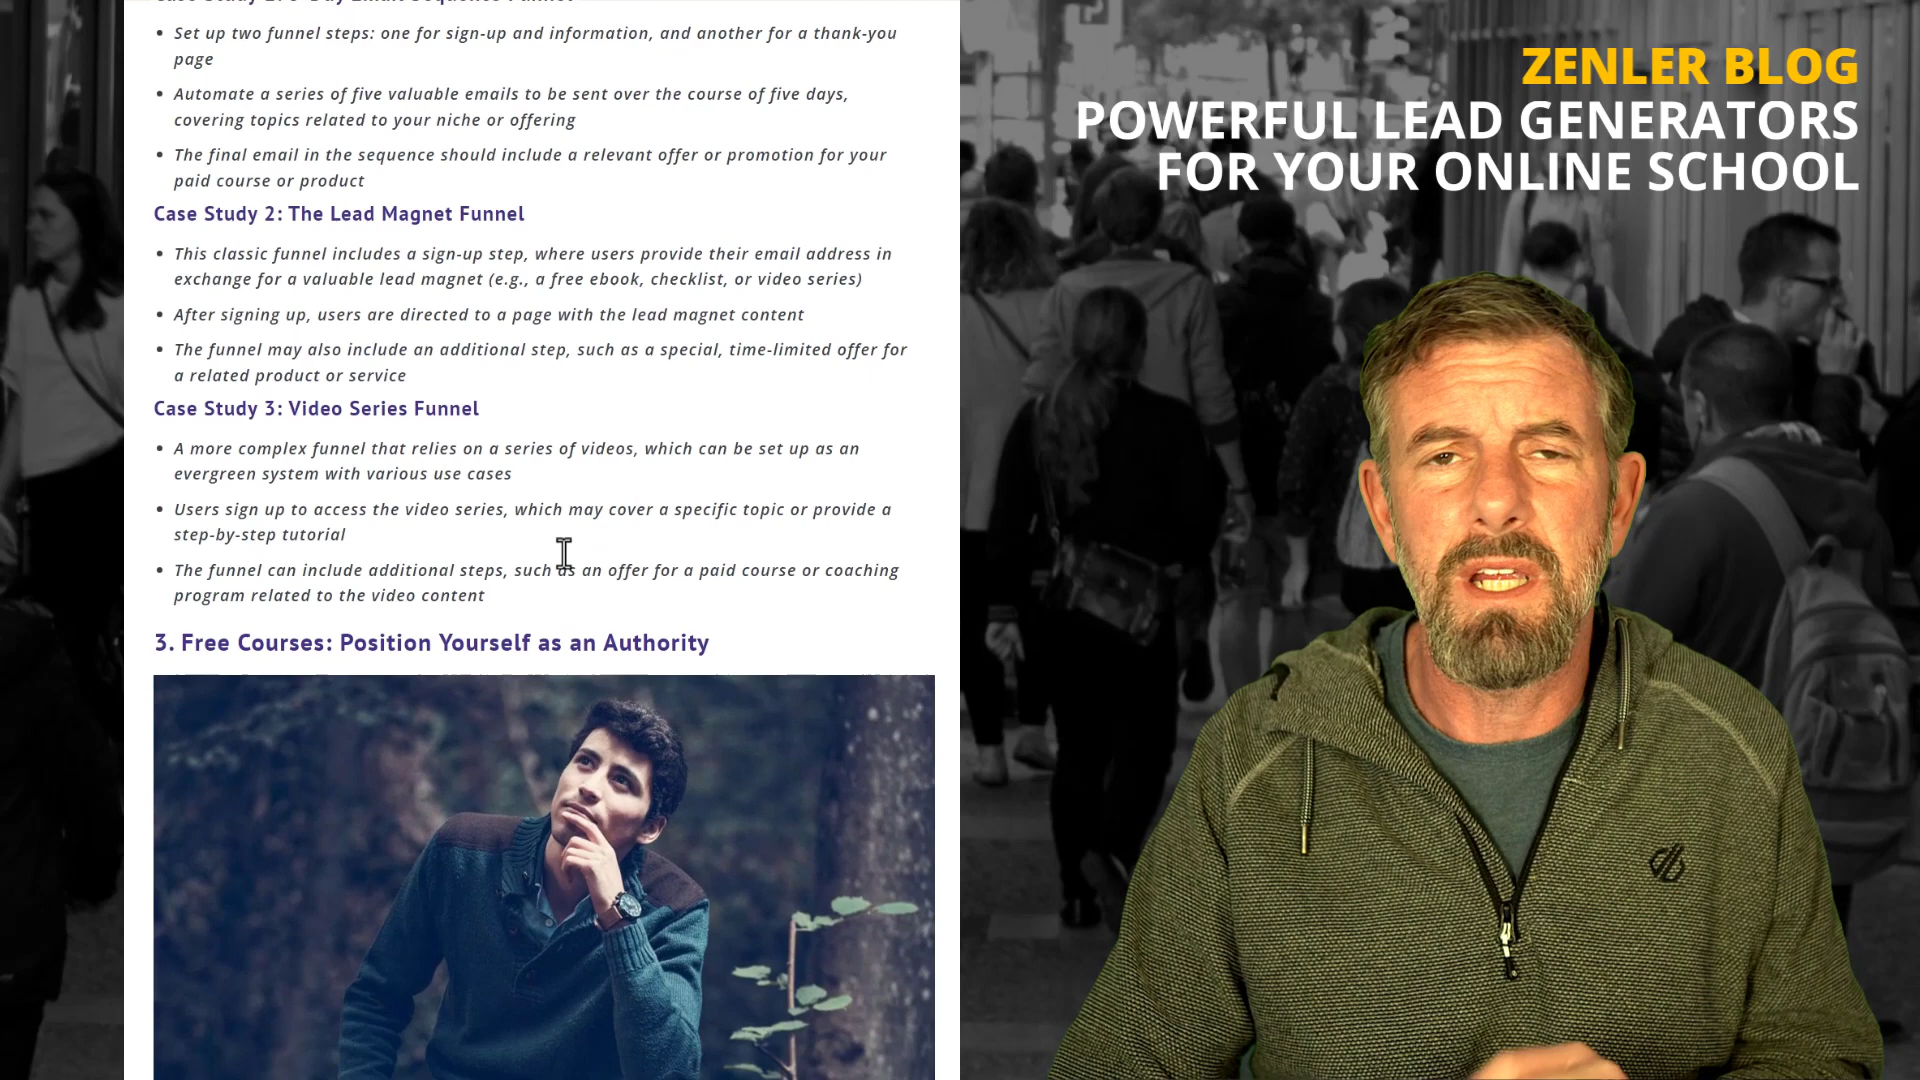 Set up two funnel steps: one for sign-up and information, and another for a thank-you
page
Automate a series of five valuable emails to be sent over the course of five days,
covering topics related to your niche or offering
The final email in the sequence should include a relevant offer or promotion for your
paid course or product
Case Study 2: The Lead Magnet Funnel
This classic funnel includes a sign-up step, where users provide their email address in
exchange for a valuable lead magnet (e.g., a free ebook, checklist, or video series)
After signing up, users are directed to a page with the lead magnet content
The funnel may also include an additional step, such as a special, time-limited offer for
a related product or service
Case Study 3: Video Series Funnel
A more complex funnel that relies on a series of videos, which can be set up as an
evergreen system with various use cases
Users sign up to access the video series, which may cover a specific topic or provide a
step-by-step tutorial
The funnel can include additional steps, such as an offer for a paid course or coaching
program related to the video content
3. Free Courses: Position Yourself as an Authority
ZENLER BLOG
POWERFUL LEAD GENERATORS
FOR YOUR ONLINE SCHOOL